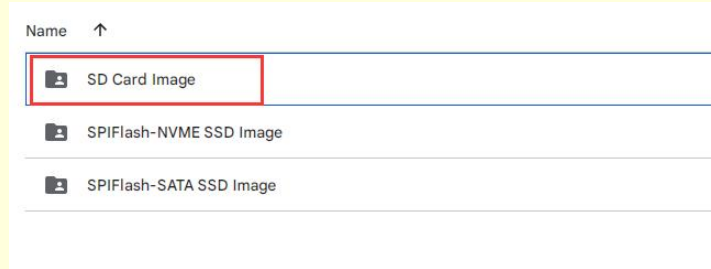 Name ↑
SD Card Image
SPIFlash-NVME SSD Image
SPIFlash-SATA SSD Image